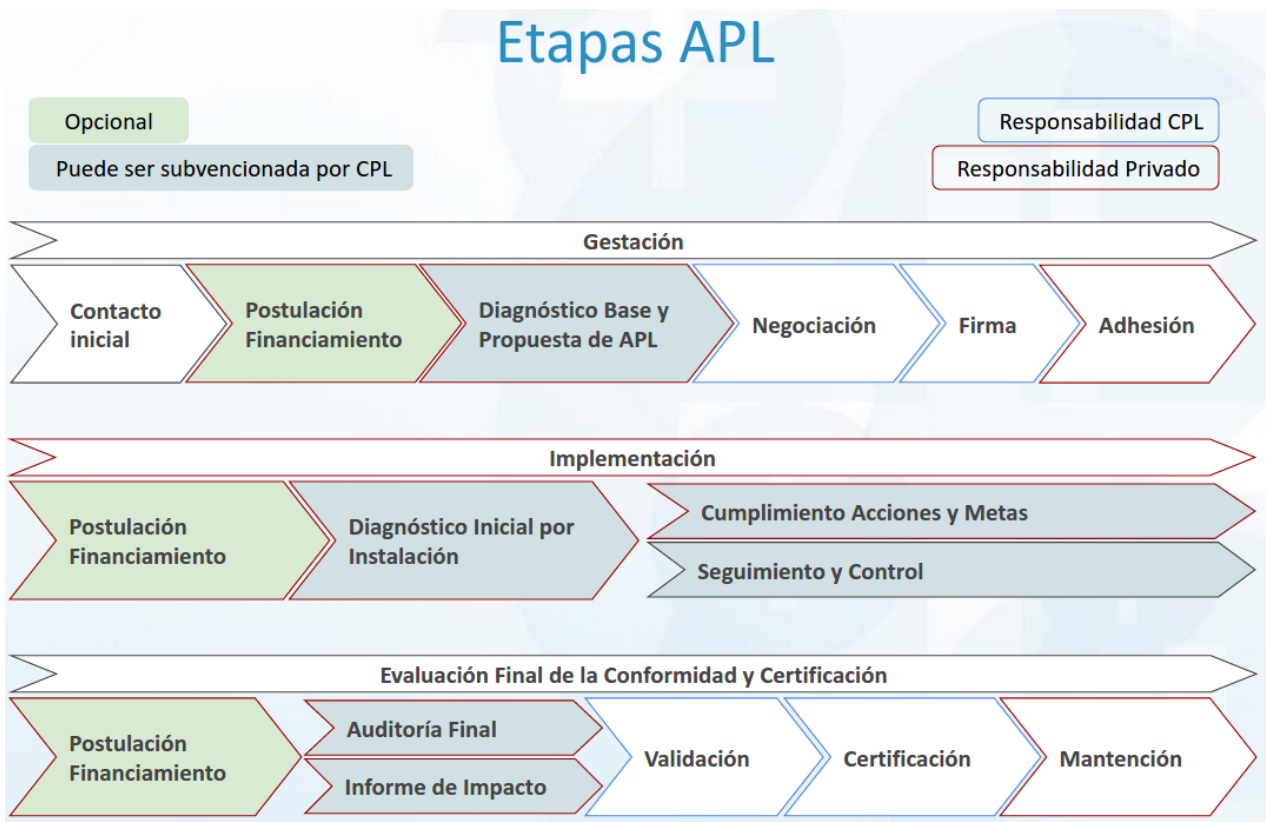 Etapas APL
Opcional
Puede ser subvencionada por CPL
Responsabilidad CPL
Responsabilidad Privado
Gestación
Contacto
inicial
Postulación
Financiamiento
Diagnóstico Base y
Propuesta de APL
Negociación
Firma
Adhesión
Implementación
Postulación
Financiamiento
Diagnóstico Inicial por
Instalación
Cumplimiento Acciones y Metas
Seguimiento y Control
Evaluación Final de la Conformidad y Certificación
Postulación
Financiamiento
Auditoría Final
Informe de Impacto
Validación
Certificación
Mantención